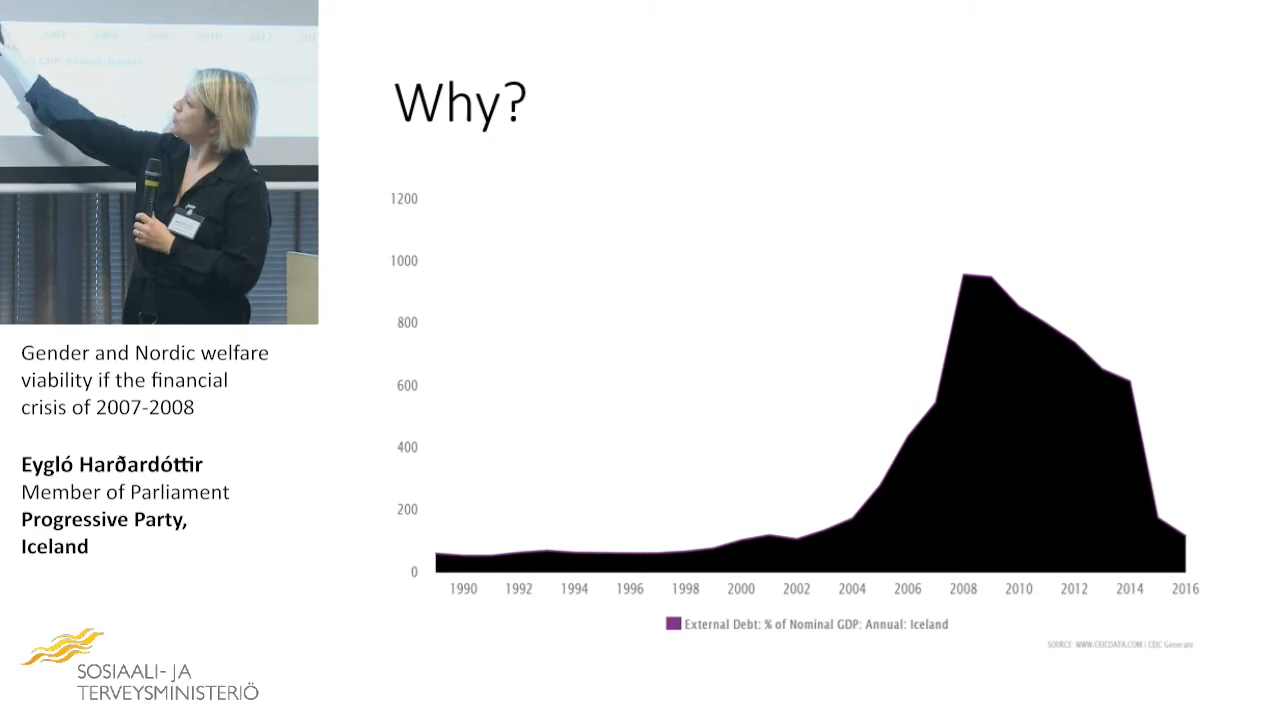 Why?
1200
1000
800
600
400
200
0
1990 1992 1994 1996 1998 2000 2002 2004 2006 2008 2010 2012 2014 2016
External Debt: % of Nominal GDP: Annual: Iceland
SOURCE: WWW.CEICDATA.COM | CEIC Generate
Gender and Nordic welfare
viability if the financial
crisis of 2007-2008
Eygló Harðardóttir
Member of Parliament
Progressive Party,
Iceland
SOSIAALI- JA
TERVEYSMINISTERIÖ